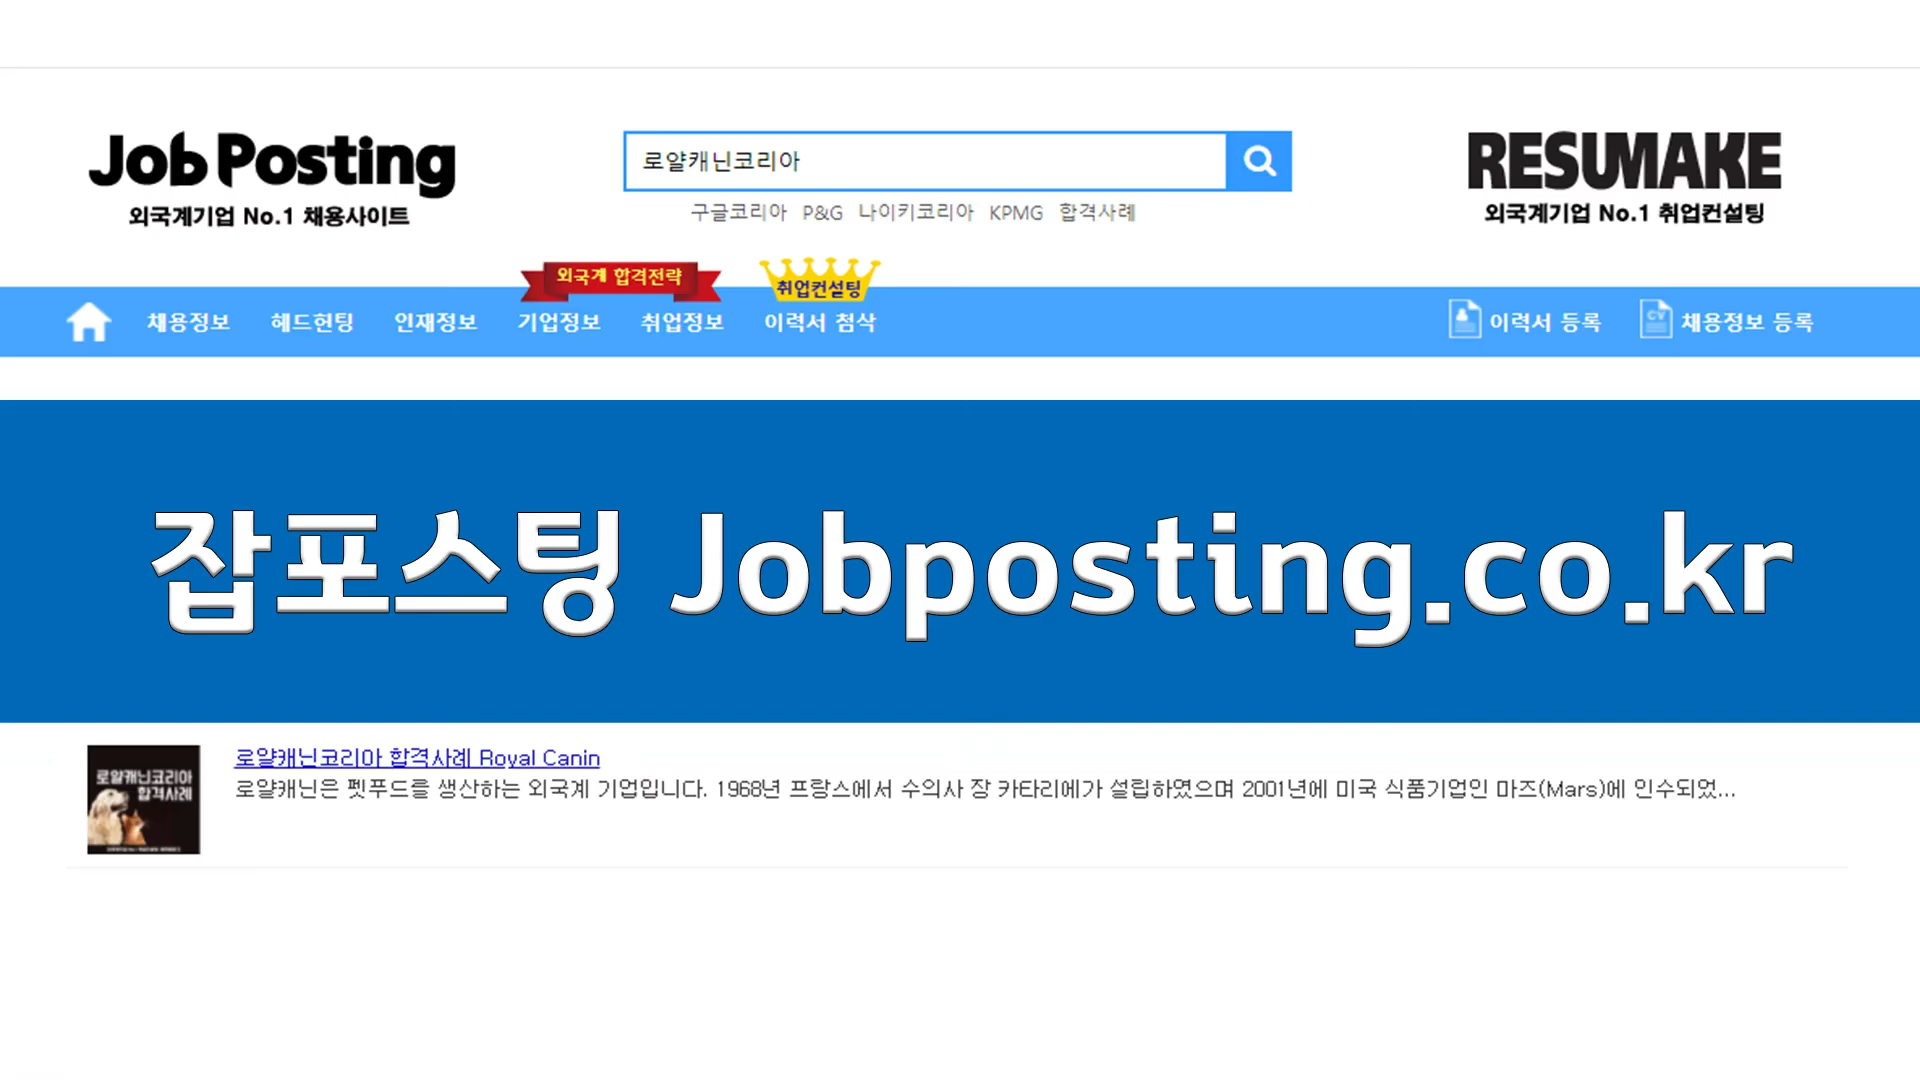 Job Posting
외국계기업 No.1 채용사이트
로얄캐닌코리아
구글코리아 P&G 나이키코리아 KPMG 합격사례
RESUMAKE
외국계기업 No.1 취업컨설팅
외국계 합격전략
취업컨설팅
채용정보 헤드헌팅 인재정보 기업정보 취업정보 이력서 첨삭
이력서 등록
CV 채용정보 등록
잡포스팅 Jobposting.co.kr
로얄캐닌코리아
합격사례
로얄캐닌코리아 합격사례 Royal Canin
로얄캐닌은 펫푸드를 생산하는 외국계 기업입니다. 1968년 프랑스에서 수의사 장 카타리에가 설립하였으며 2001년에 미국 식품기업인 마즈(Mars)에 인수되었...